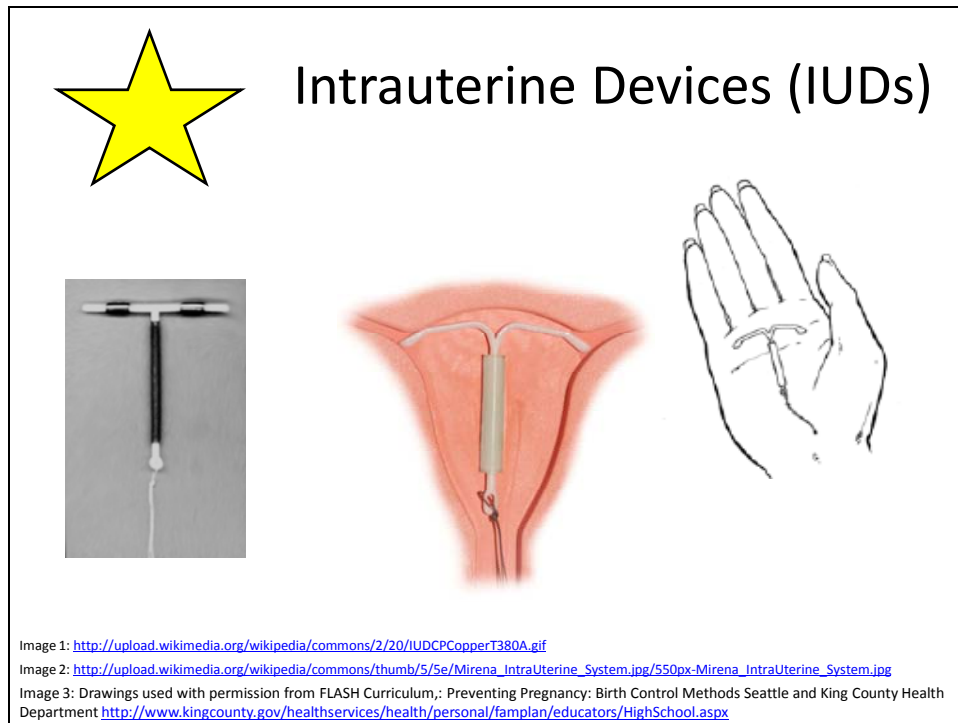 Intrauterine Devices (IUDs)
Image 1: http://upload.wikimedia.org/wikipedia/commons/2/20/IUDCPCopperT380A.gif
Image 2: http://upload.wikimedia.org/wikipedia/commons/thumb/5/5e/Mirena_IntraUterine_System.jpg/550px-Mirena_IntraUterine_System.jpg
Image 3: Drawings used with permission from FLASH Curriculum,: Preventing Pregnancy: Birth Control Methods Seattle and King County Health
Department http://www.kingcounty.gov/healthservices/health/personal/famplan/educators/HighSchool.aspx